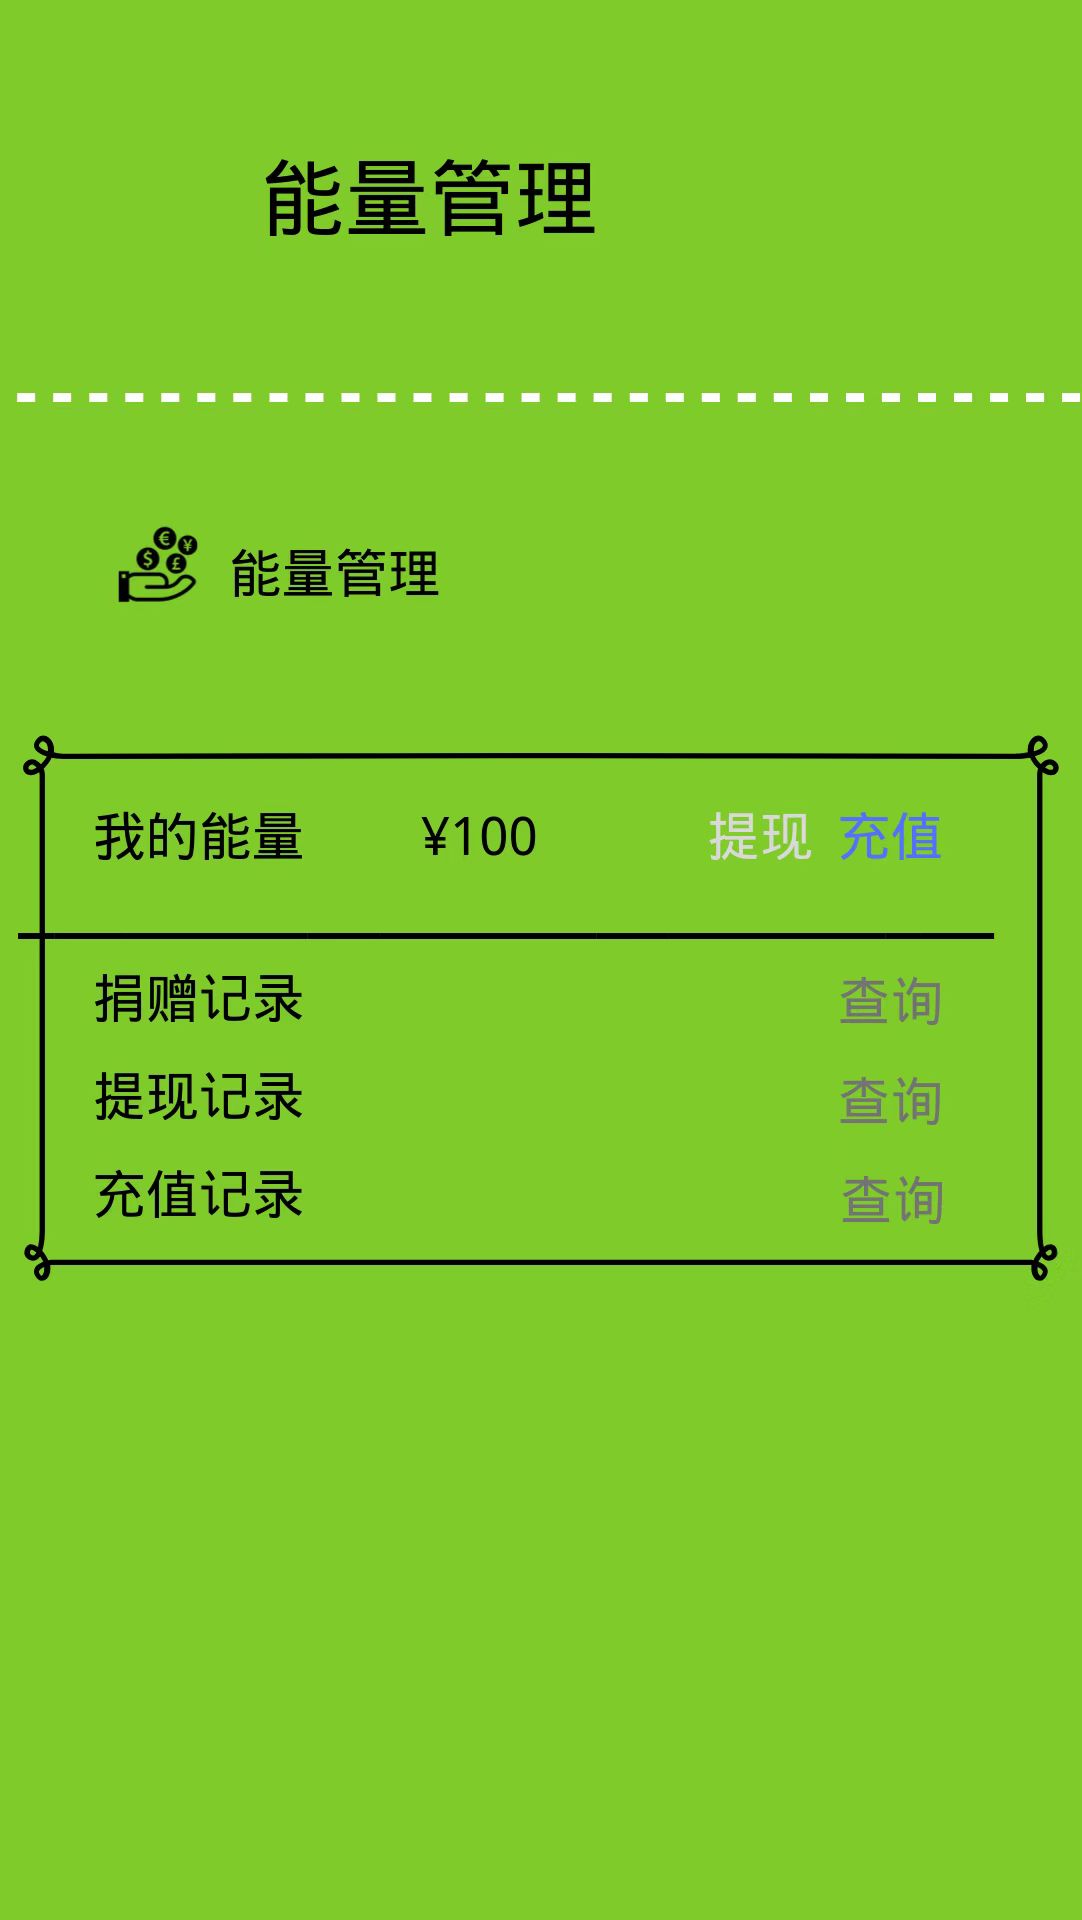 能量管理
€ ¥
$ £
能量管理
我的能量 ¥100 提现 充值
捐赠记录 查询
提现记录 查询
充值记录 查询